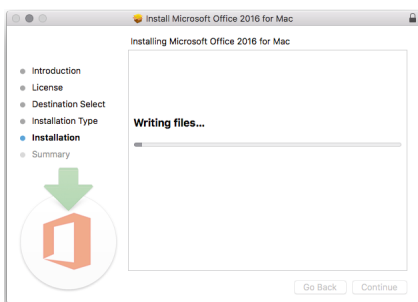 Install Microsoft Office 2016 for Mac
Installing Microsoft Office 2016 for Mac
Introduction
License
Destination Select
Installation Type
Installation
Summary
Writing files...
Go Back
Continue